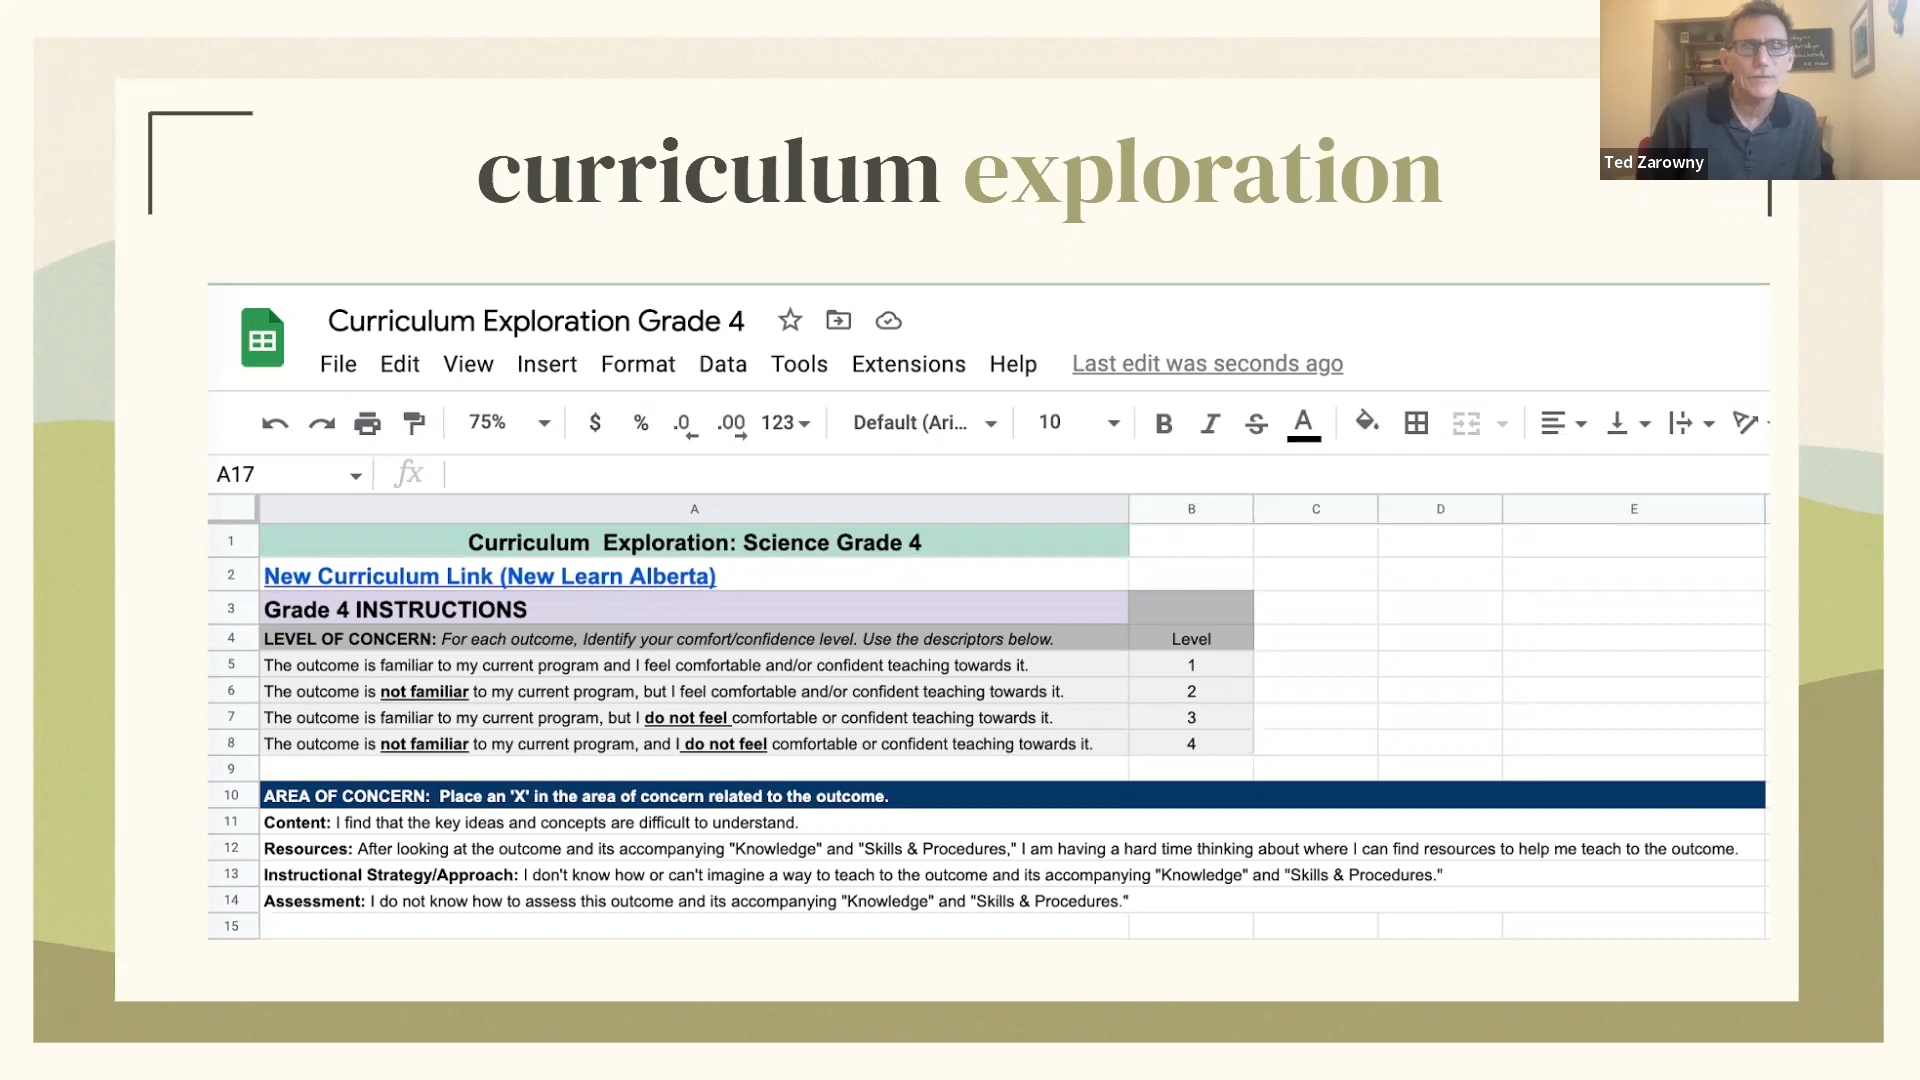 curriculum exploration
Ted Zarowny
Curriculum Exploration Grade 4
File Edit View Insert Format Data Tools Extensions Help Last edit was seconds ago
75% $ % .0 .00 123 Default (Ari... 10 B I S A
A17 fx
A B C D E
1 Curriculum Exploration: Science Grade 4
2 New Curriculum Link (New Learn Alberta)
3 Grade 4 INSTRUCTIONS
4 LEVEL OF CONCERN: For each outcome, Identify your comfort/confidence level. Use the descriptors below. Level
5 The outcome is familiar to my current program and I feel comfortable and/or confident teaching towards it. 1
6 The outcome is not familiar to my current program, but I feel comfortable and/or confident teaching towards it. 2
7 The outcome is familiar to my current program, but I do not feel comfortable or confident teaching towards it. 3
8 The outcome is not familiar to my current program, and I do not feel comfortable or confident teaching towards it. 4
9
10 AREA OF CONCERN: Place an 'X' in the area of concern related to the outcome.
11 Content: I find that the key ideas and concepts are difficult to understand.
12 Resources: After looking at the outcome and its accompanying "Knowledge" and "Skills & Procedures," I am having a hard time thinking about where I can find resources to help me teach to the outcome.
13 Instructional Strategy/Approach: I don't know how or can't imagine a way to teach to the outcome and its accompanying "Knowledge" and "Skills & Procedures."
14 Assessment: I do not know how to assess this outcome and its accompanying "Knowledge" and "Skills & Procedures."
15